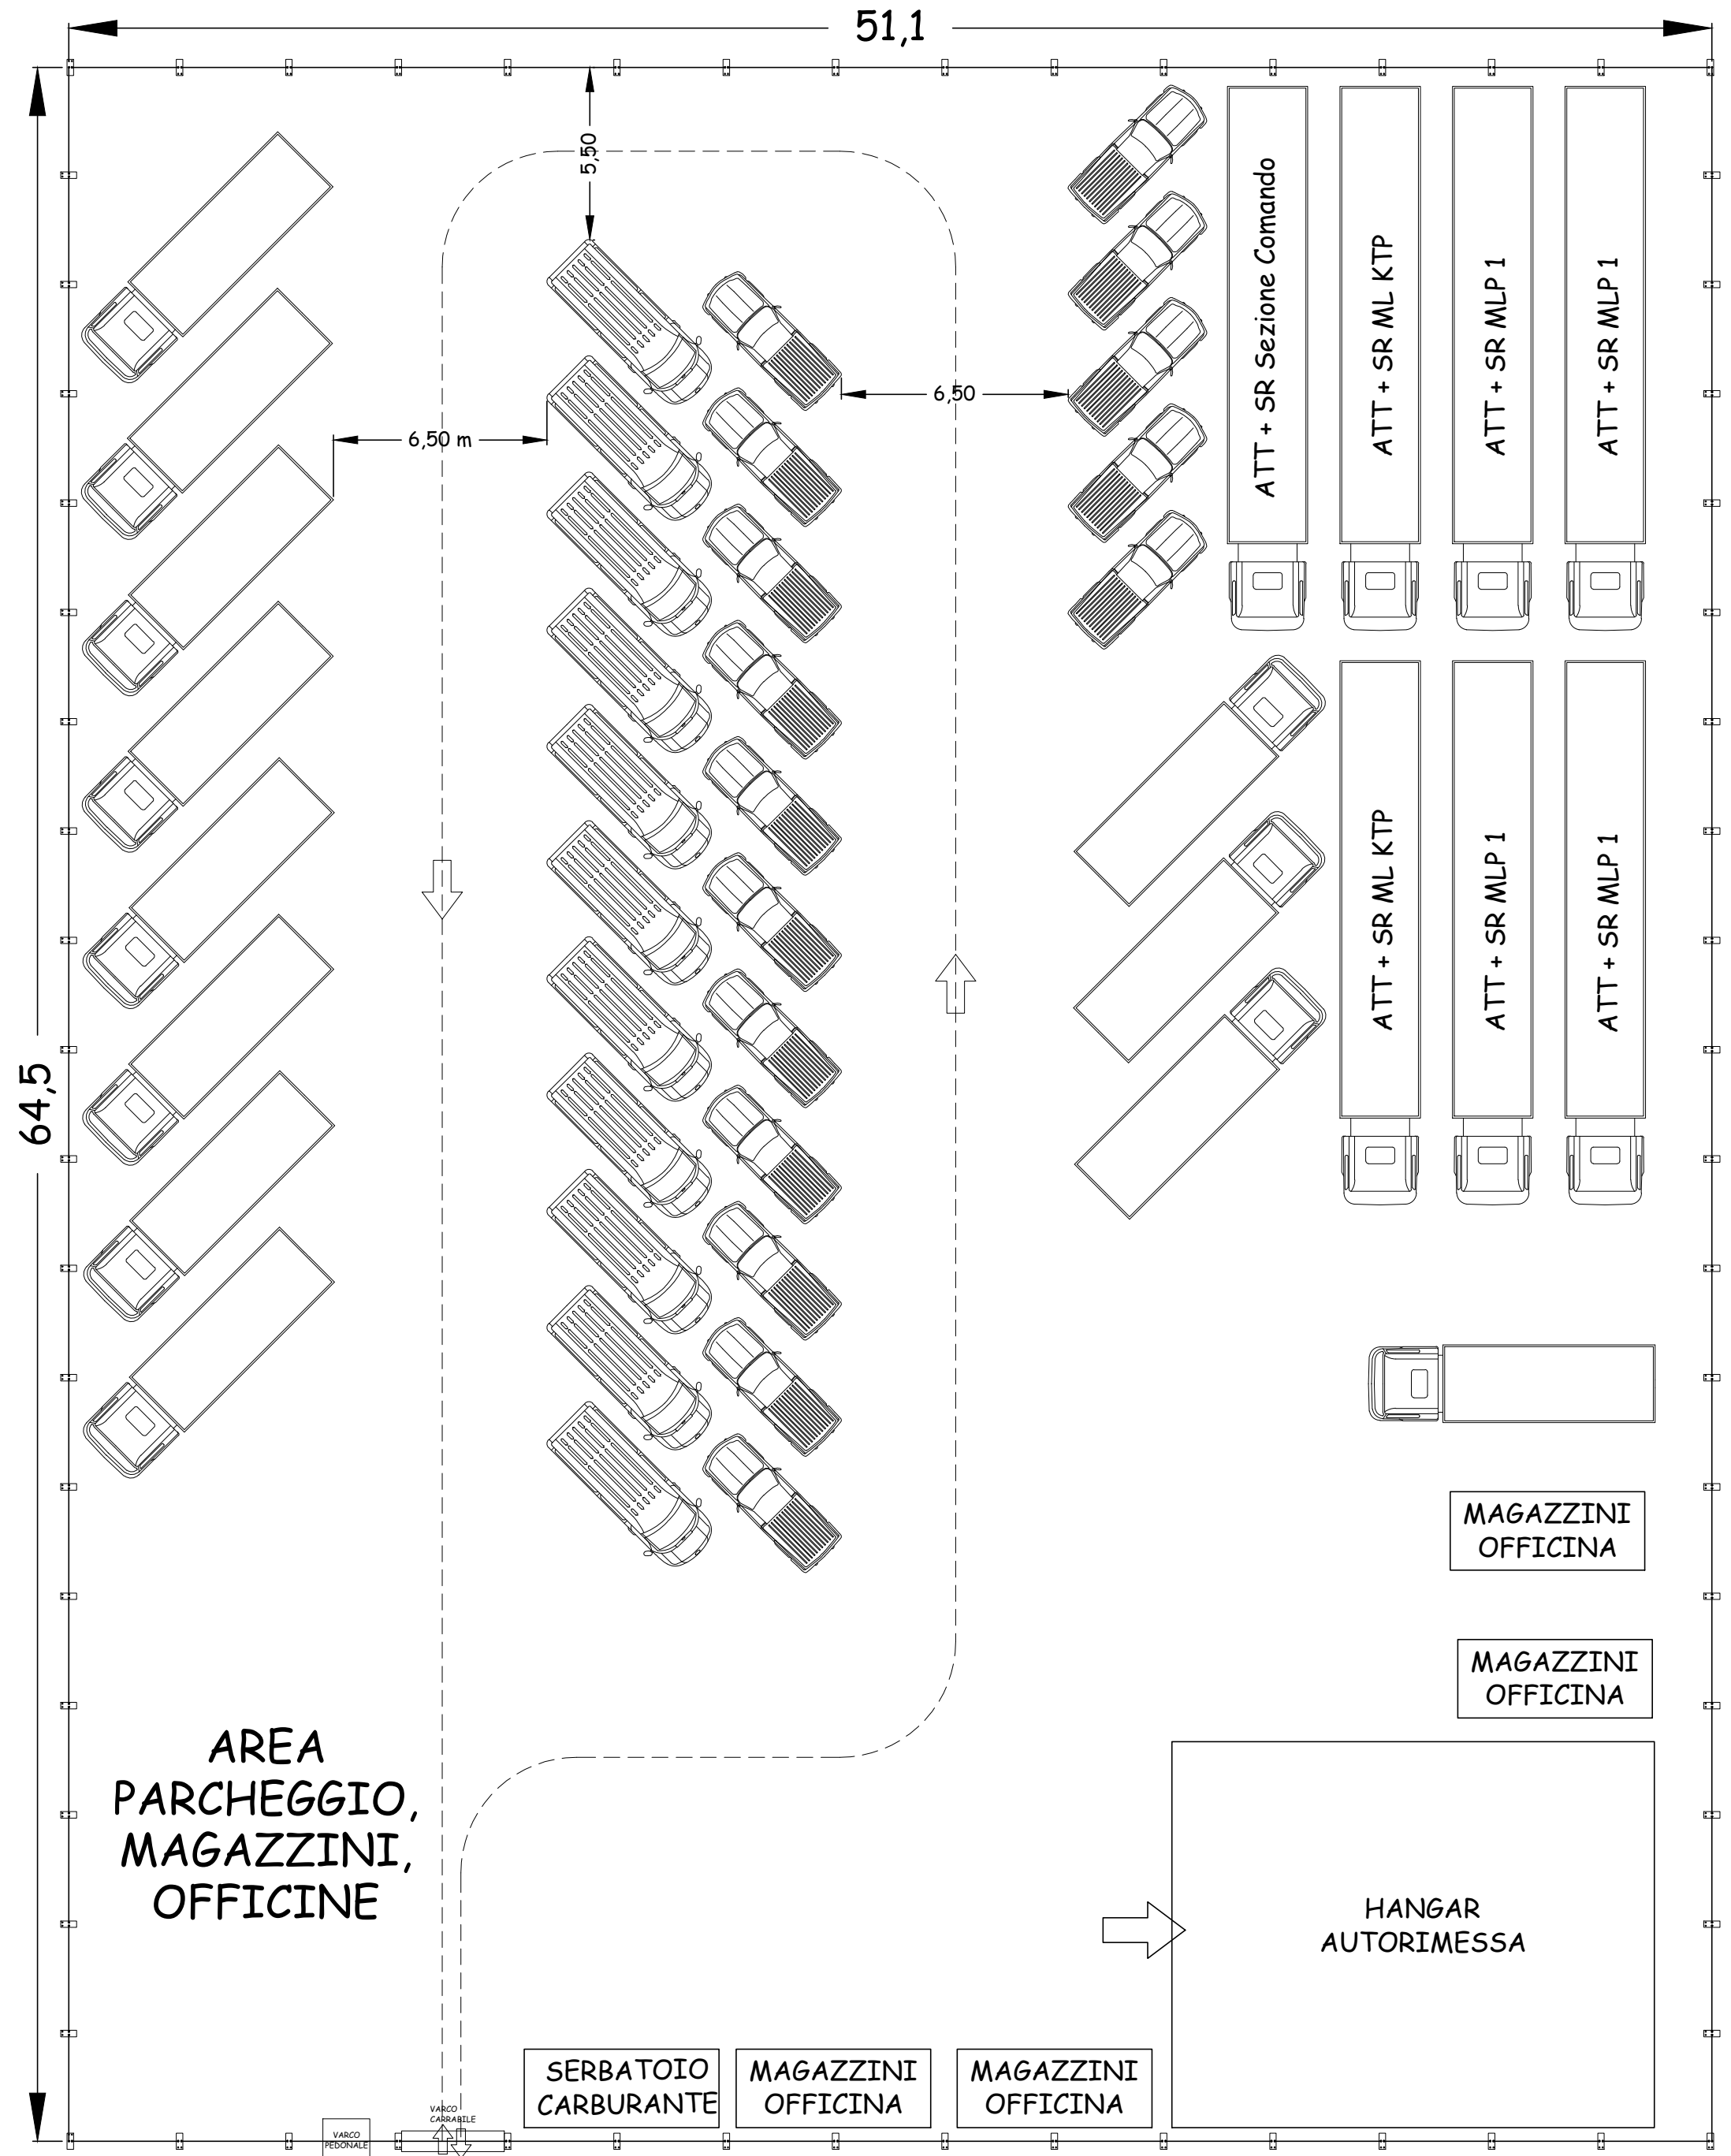 51,1
5,50
ATT + SR Sezione Comando
ATT + SR ML KTP
ATT + SR MLP 1
ATT + SR MLP 1
6,50
6,50 m
ATT + SR ML KTP
ATT + SR MLP 1
ATT + SR MLP 1
64,5
MAGAZZINI
OFFICINA
MAGAZZINI
OFFICINA
AREA
PARCHEGGIO,
MAGAZZINI,
OFFICINE
HANGAR
AUTORIMESSA
SERBATOIO
CARBURANTE
MAGAZZINI
OFFICINA
MAGAZZINI
OFFICINA
VARCO
CARRABILE
VARCO
PEDONALE